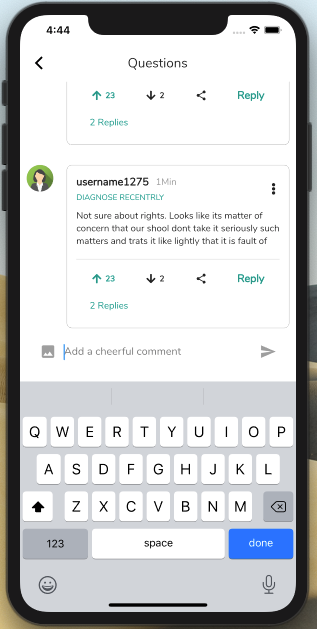 4:44
Questions
23 2 Reply
2 Replies
username1275 1Min
DIAGNOSE RECENTRLY
Not sure about rights. Looks like its matter of
concern that our shool dont take it seriously such
matters and trats it like lightly that it is fault of
23 2 Reply
2 Replies
Add a cheerful comment
Q W E R T Y U I O P
A S D F G H J K L
Z X C V B N M
123 space done